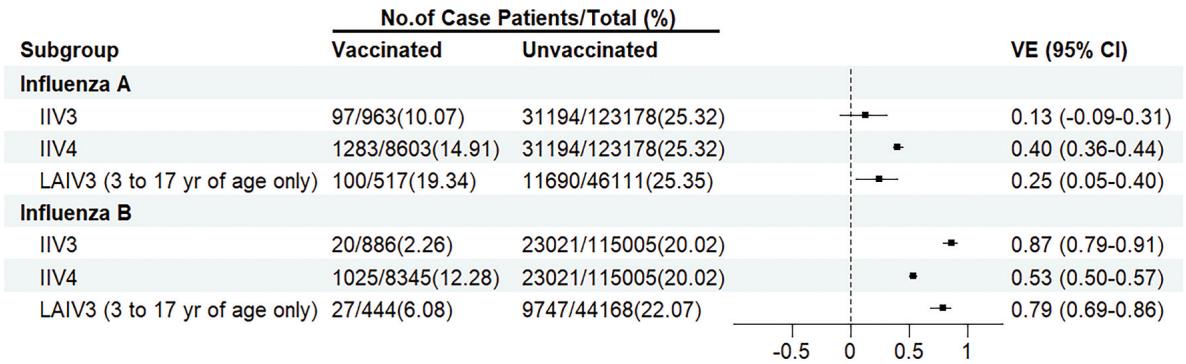 No.of Case Patients/Total (%)
Subgroup Vaccinated Unvaccinated VE (95% CI)
Influenza A
IIV3 97/963(10.07) 31194/123178(25.32) 0.13 (-0.09-0.31)
IIV4 1283/8603(14.91) 31194/123178(25.32) 0.40 (0.36-0.44)
LAIV3 (3 to 17 yr of age only) 100/517(19.34) 11690/46111(25.35) 0.25 (0.05-0.40)
Influenza B
IIV3 20/886(2.26) 23021/115005(20.02) 0.87 (0.79-0.91)
IIV4 1025/8345(12.28) 23021/115005(20.02) 0.53 (0.50-0.57)
LAIV3 (3 to 17 yr of age only) 27/444(6.08) 9747/44168(22.07) 0.79 (0.69-0.86)
-0.5 0 0.5 1